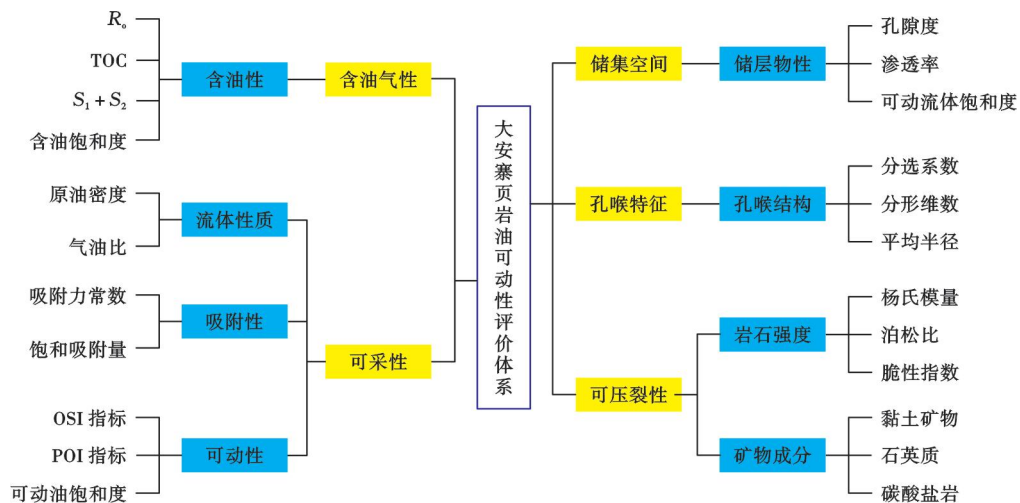 R₀
TOC
S₁ + S₂
含油饱和度
含油性
含油气性
原油密度
气油比
流体性质
吸附力常数
饱和吸附量
吸附性
可采性
OSI 指标
POI 指标
可动油饱和度
可动性
大安寨页岩油可动性评价体系
储集空间
储层物性
孔隙度
渗透率
可动流体饱和度
孔喉特征
孔喉结构
分选系数
分形维数
平均半径
可压裂性
岩石强度
杨氏模量
泊松比
脆性指数
矿物成分
黏土矿物
石英质
碳酸盐岩